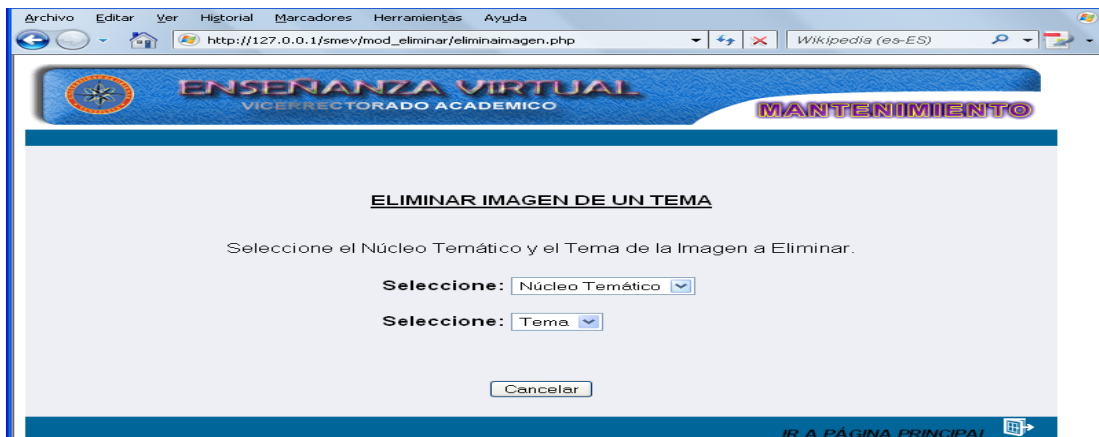 Archivo Editar Ver Historial Marcadores Herramientas Ayuda
http://127.0.0.1/smev/mod_eliminar/eliminaimagen.php Wikipedia (es-ES)
ENSEÑANZA VIRTUAL
VICERRECTORADO ACADEMICO
MANTENIMIENTO
ELIMINAR IMAGEN DE UN TEMA
Seleccione el Núcleo Temático y el Tema de la Imagen a Eliminar.
Seleccione: Núcleo Temático
Seleccione: Tema
Cancelar
IR A PÁGINA PRINCIPAL